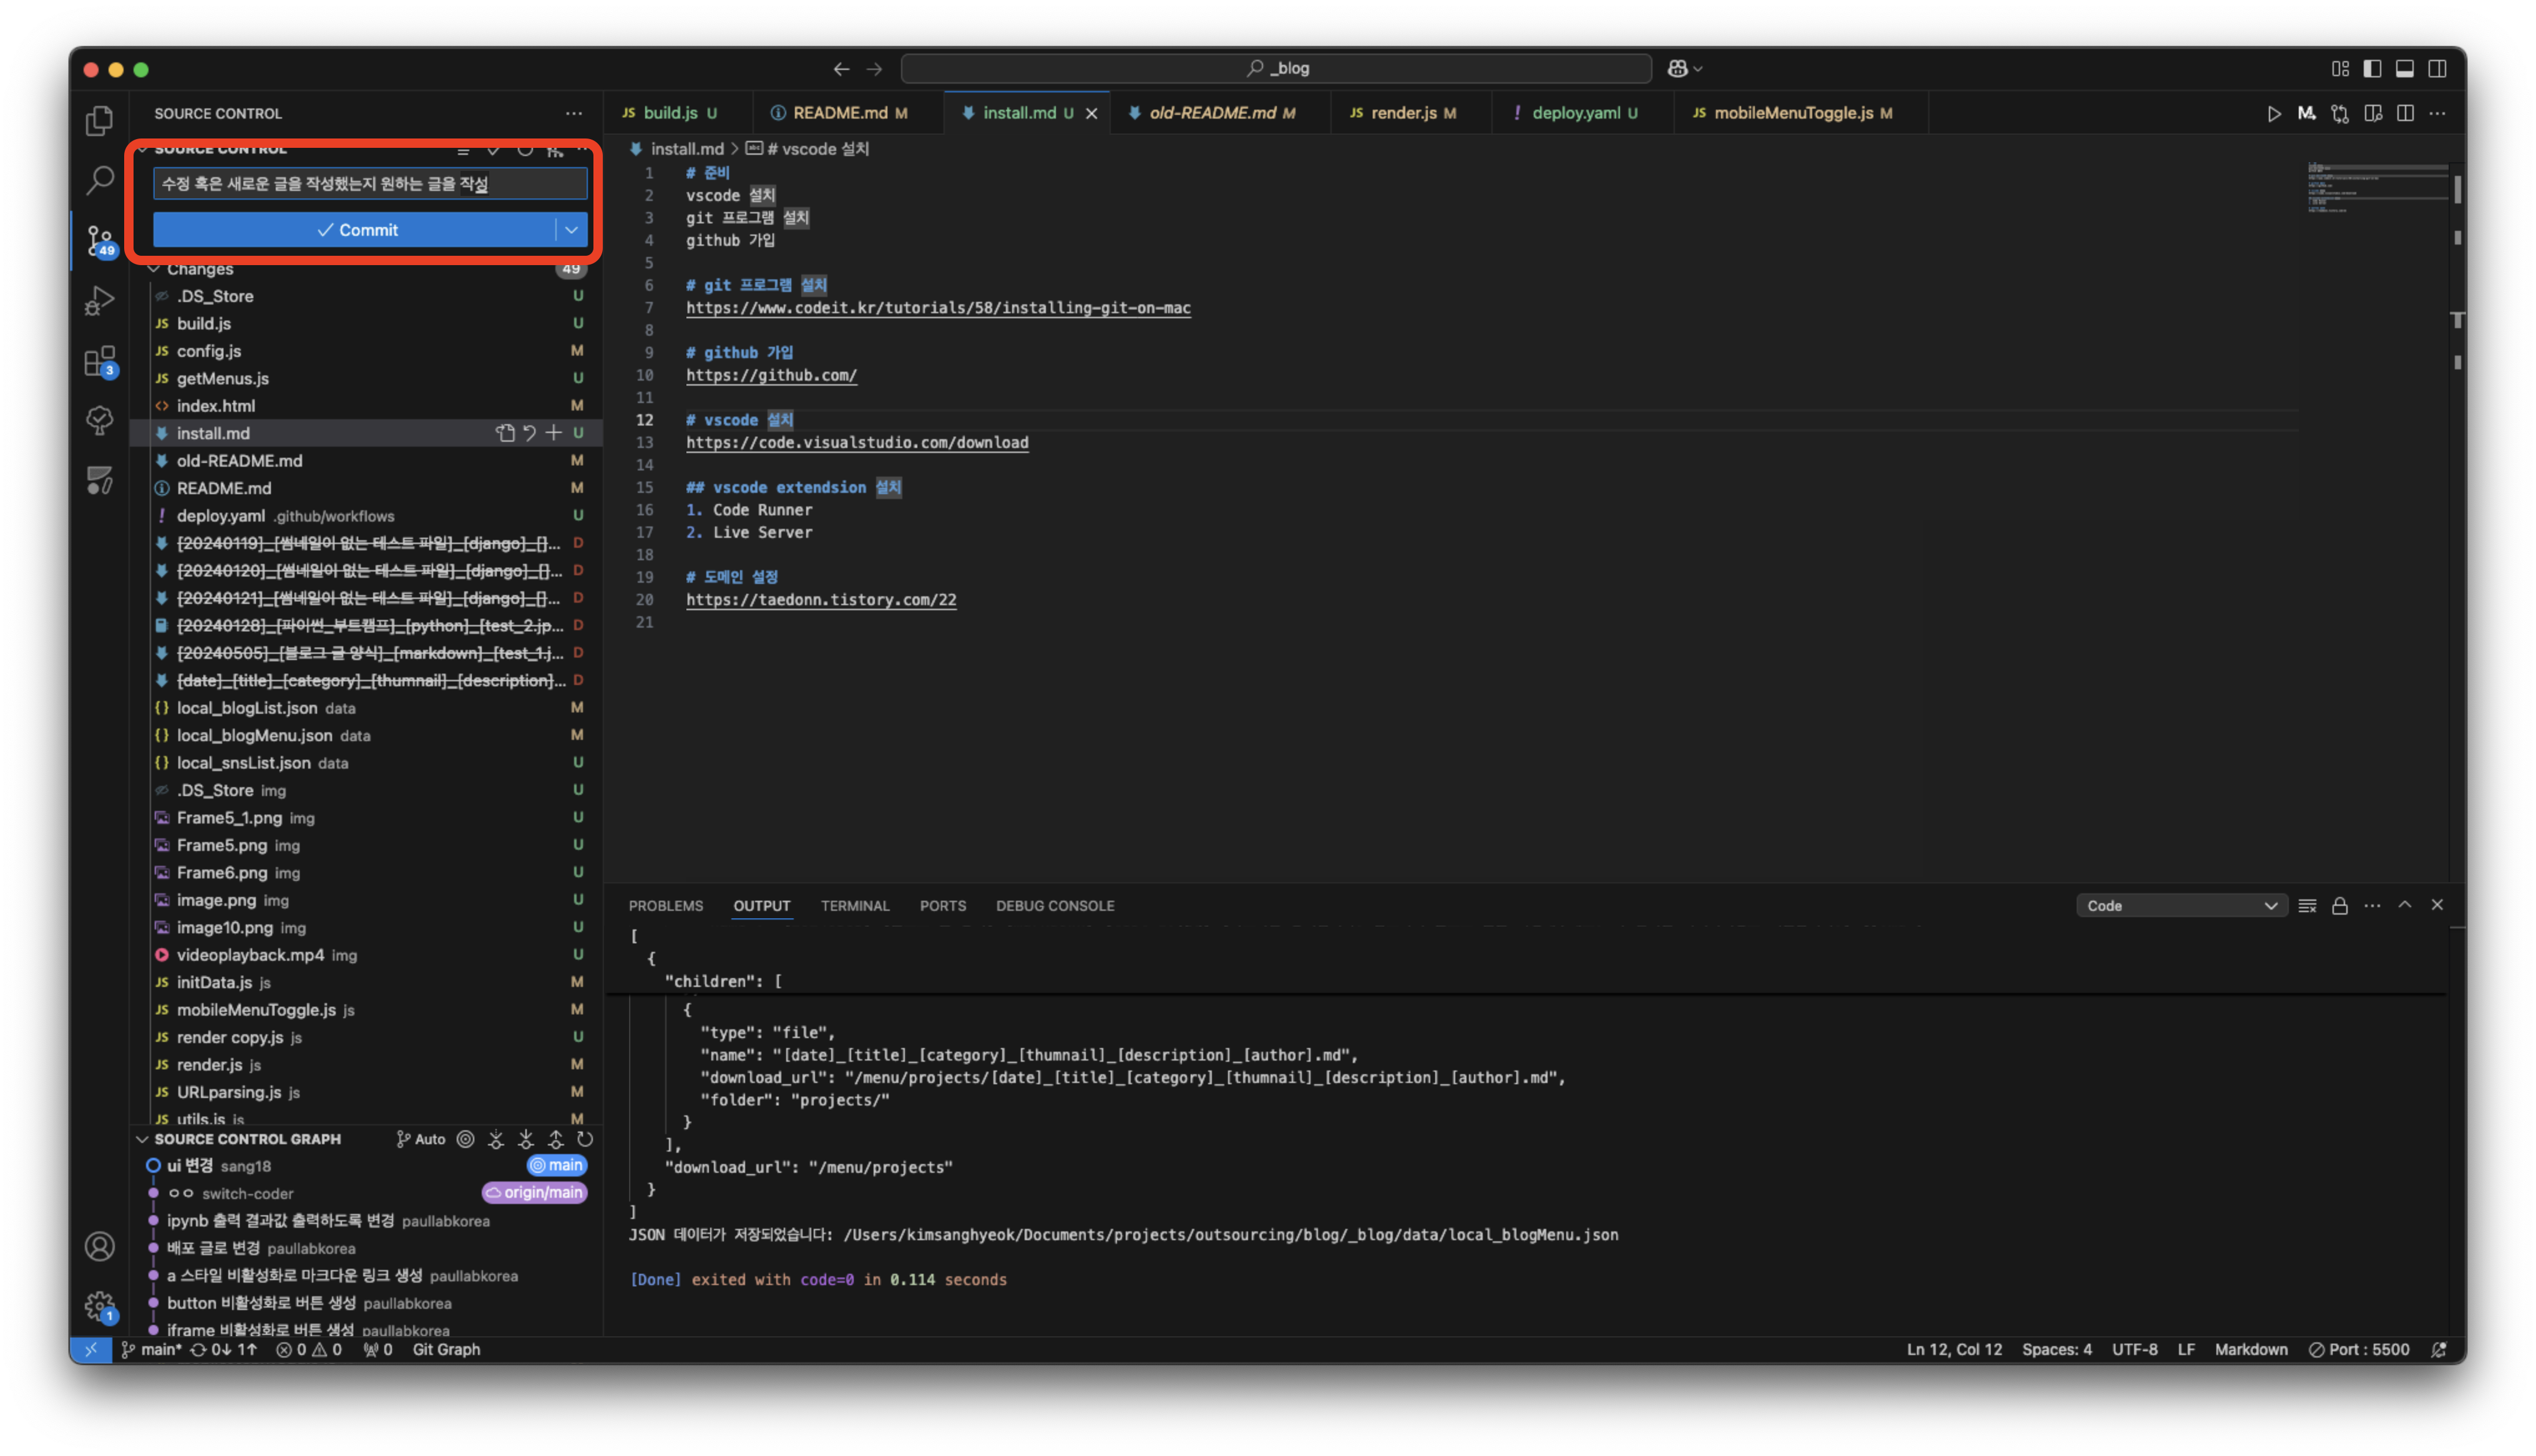 _blog
SOURCE CONTROL
SOURCE CONTROL
수정 혹은 새로운 글을 작성했는지 원하는 글을 작성
Commit
Changes 49
.DS_Store U
JS build.js U
JS config.js M
JS getMenus.js U
<> index.html M
install.md U
old-README.md M
README.md M
! deploy.yaml .github/workflows U
[20240119]_[썸네일이 없는 테스트 파일]_[django]_[]... D
[20240120]_[썸네일이 없는 테스트 파일]_[django]_[]... D
[20240121]_[썸네일이 없는 테스트 파일]_[django]_[]... D
[20240128]_[파이썬_부트캠프]_[python]_[test_2.jp... D
[20240505]_[블로그 글 양식]_[markdown]_[test_1.j... D
[date]_[title]_[category]_[thumnail]_[description]... D
{} local_blogList.json data M
{} local_blogMenu.json data M
{} local_snsList.json data U
.DS_Store img U
Frame5_1.png img U
Frame5.png img U
Frame6.png img U
image.png img U
image10.png img U
videoplayback.mp4 img U
JS initData.js js M
JS mobileMenuToggle.js js M
JS render copy.js js U
JS render.js js M
JS URLparsing.js js M
JS utils.js js M
SOURCE CONTROL GRAPH Auto
ui 변경 sang18 main
ㅇㅇ switch-coder origin/main
ipynb 출력 결과값 출력하도록 변경 paullabkorea
배포 글로 변경 paullabkorea
a 스타일 비활성화로 마크다운 링크 생성 paullabkorea
button 비활성화로 버튼 생성 paullabkorea
iframe 비활성화로 버튼 생성 paullabkorea
49
3
1
JS build.js U
README.md M
install.md U
old-README.md M
JS render.js M
! deploy.yaml U
JS mobileMenuToggle.js M
install.md > # vscode 설치
1 # 준비
2 vscode 설치
3 git 프로그램 설치
4 github 가입
5
6 # git 프로그램 설치
7 https://www.codeit.kr/tutorials/58/installing-git-on-mac
8
9 # github 가입
10 https://github.com/
11
12 # vscode 설치
13 https://code.visualstudio.com/download
14
15 ## vscode extendsion 설치
16 1. Code Runner
17 2. Live Server
18
19 # 도메인 설정
20 https://taedonn.tistory.com/22
21
PROBLEMS OUTPUT TERMINAL PORTS DEBUG CONSOLE Code
[
{
"children": [
{
"type": "file",
"name": "[date]_[title]_[category]_[thumnail]_[description]_[author].md",
"download_url": "/menu/projects/[date]_[title]_[category]_[thumnail]_[description]_[author].md",
"folder": "projects/"
}
],
"download_url": "/menu/projects"
}
]
JSON 데이터가 저장되었습니다: /Users/kimsanghyeok/Documents/projects/outsourcing/blog/_blog/data/local_blogMenu.json
[Done] exited with code=0 in 0.114 seconds
main* 0↓ 1↑ 0 0 0 Git Graph
Ln 12, Col 12 Spaces: 4 UTF-8 LF Markdown Port : 5500